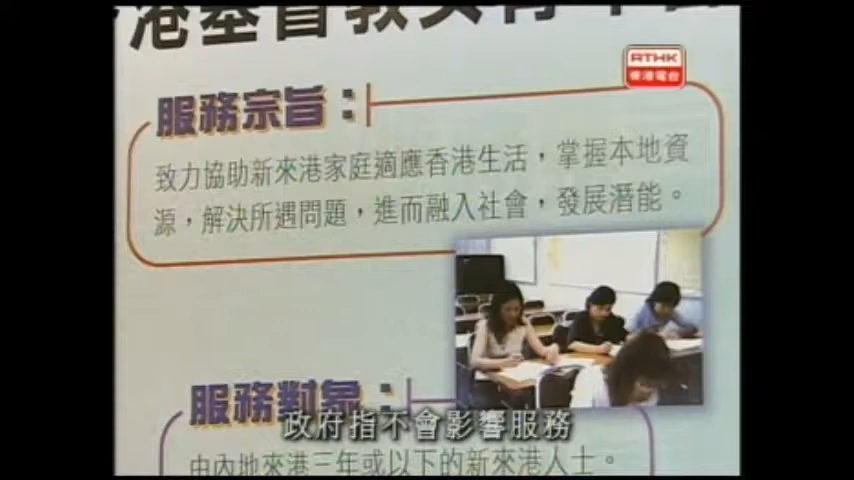 港基督教女青年會
RTHK
香港電台
服務宗旨：
致力協助新來港家庭適應香港生活，掌握本地資
源，解決所遇問題，進而融入社會，發展潛能。
服務對象：
政府指不會影響服務
由內地來港三年或以下的新來港人士。